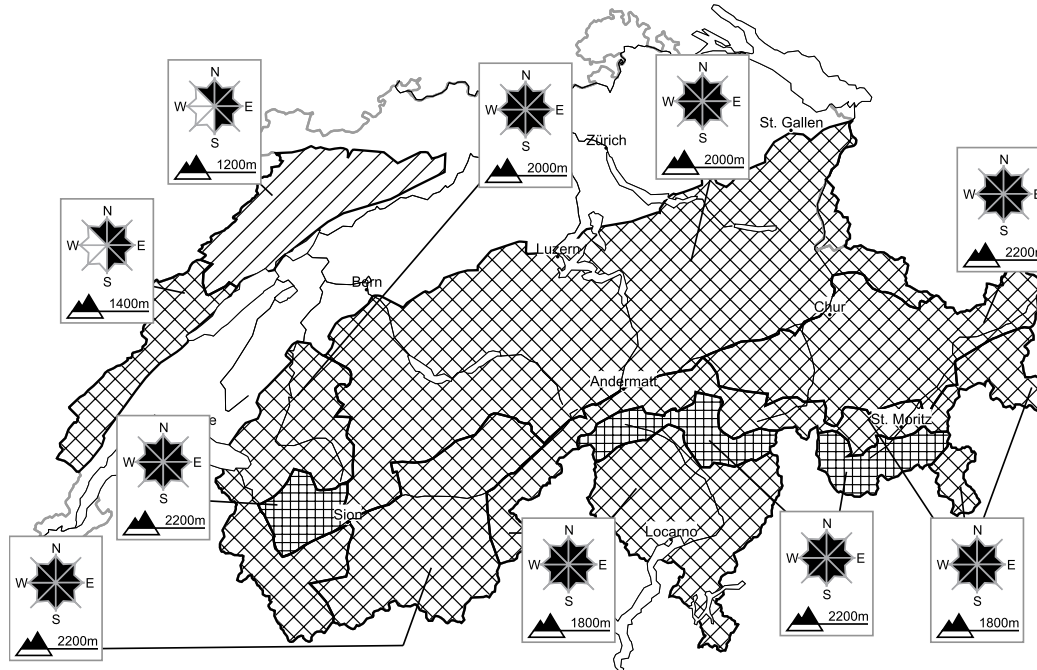 N
W E
S
1200m
N
W E
S
2000m
N
W E
S
2000m
St. Gallen
Zürich
N
W
S
2200m
N
W E
S
1400m
Luzern
Bern
Chur
Andermatt
St. Moritz
e
N
W E
S
2200m
Sion
Locarno
N
W E
S
2200m
N
W E
S
1800m
N
W E
S
2200m
N
W E
S
1800m